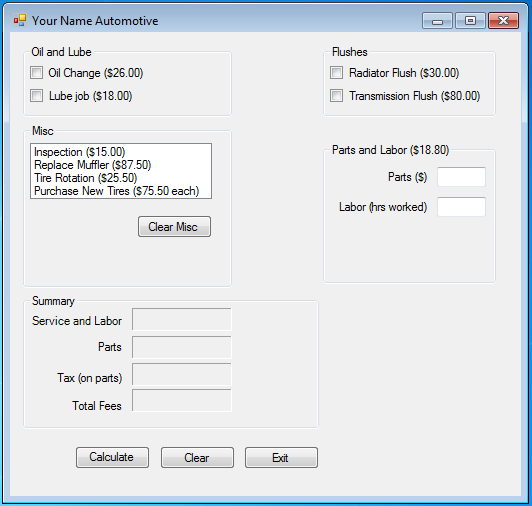 Your Name Automotive
Oil and Lube
Oil Change ($26.00)
Lube job ($18.00)
Flushes
Radiator Flush ($30.00)
Transmission Flush ($80.00)
Misc
Inspection ($15.00)
Replace Muffler ($87.50)
Tire Rotation ($25.50)
Purchase New Tires ($75.50 each)
Clear Misc
Parts and Labor ($18.80)
Parts ($)
Labor (hrs worked)
Summary
Service and Labor
Parts
Tax (on parts)
Total Fees
Calculate
Clear
Exit